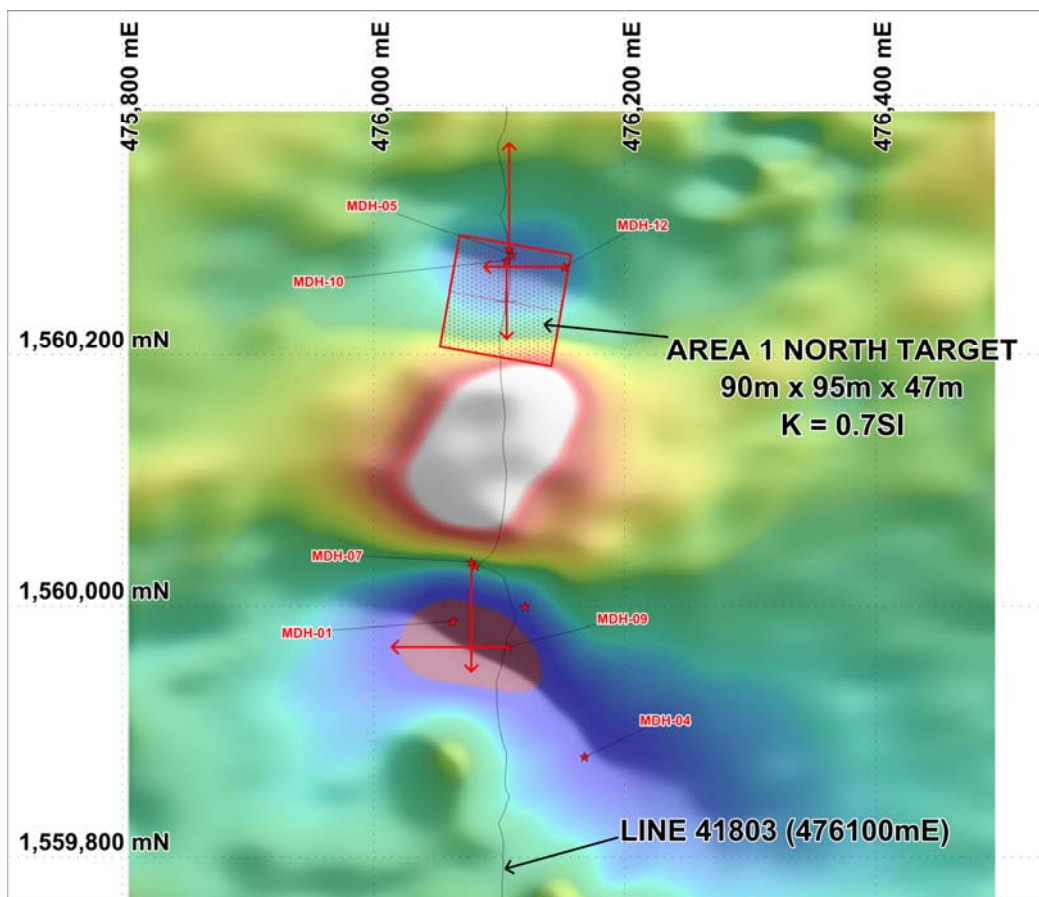 475,800 mE
476,000 mE
476,200 mE
476,400 mE
MDH-05
MDH-12
MDH-10
1,560,200 mN
AREA 1 NORTH TARGET
90m x 95m x 47m
K = 0.7SI
MDH-07
1,560,000 mN
MDH-01
MDH-09
MDH-04
1,559,800 mN
LINE 41803 (476100mE)